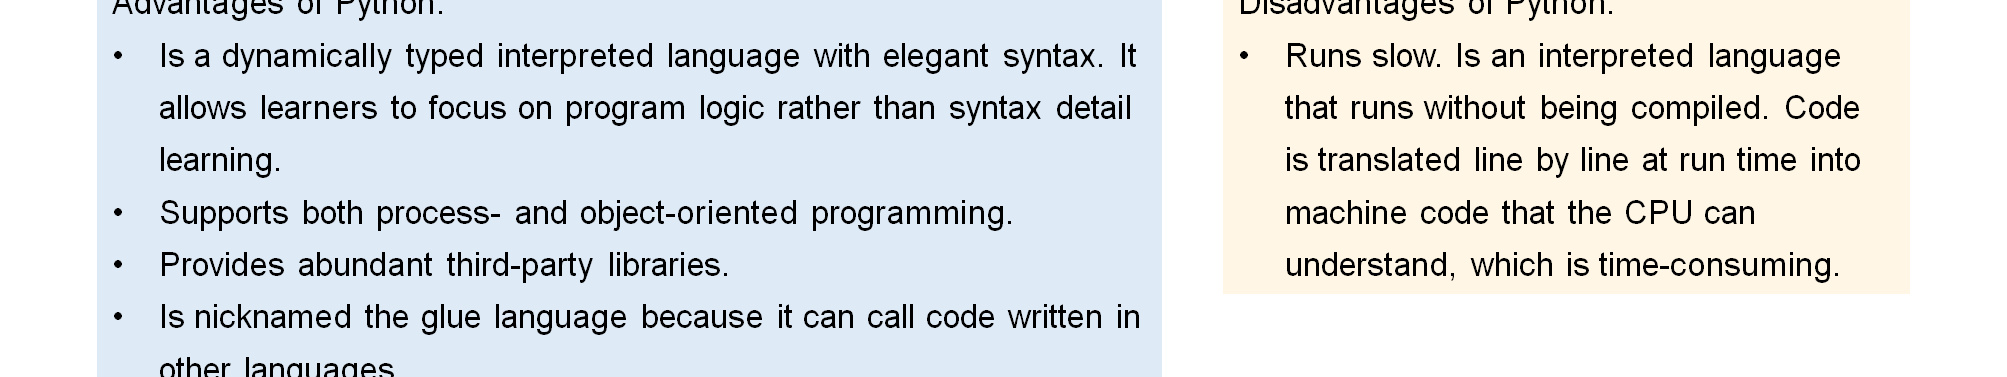 Advantages of Python:
• Is a dynamically typed interpreted language with elegant syntax. It
allows learners to focus on program logic rather than syntax detail
learning.
• Supports both process- and object-oriented programming.
• Provides abundant third-party libraries.
• Is nicknamed the glue language because it can call code written in
other languages
Disadvantages of Python:
• Runs slow. Is an interpreted language
that runs without being compiled. Code
is translated line by line at run time into
machine code that the CPU can
understand, which is time-consuming.